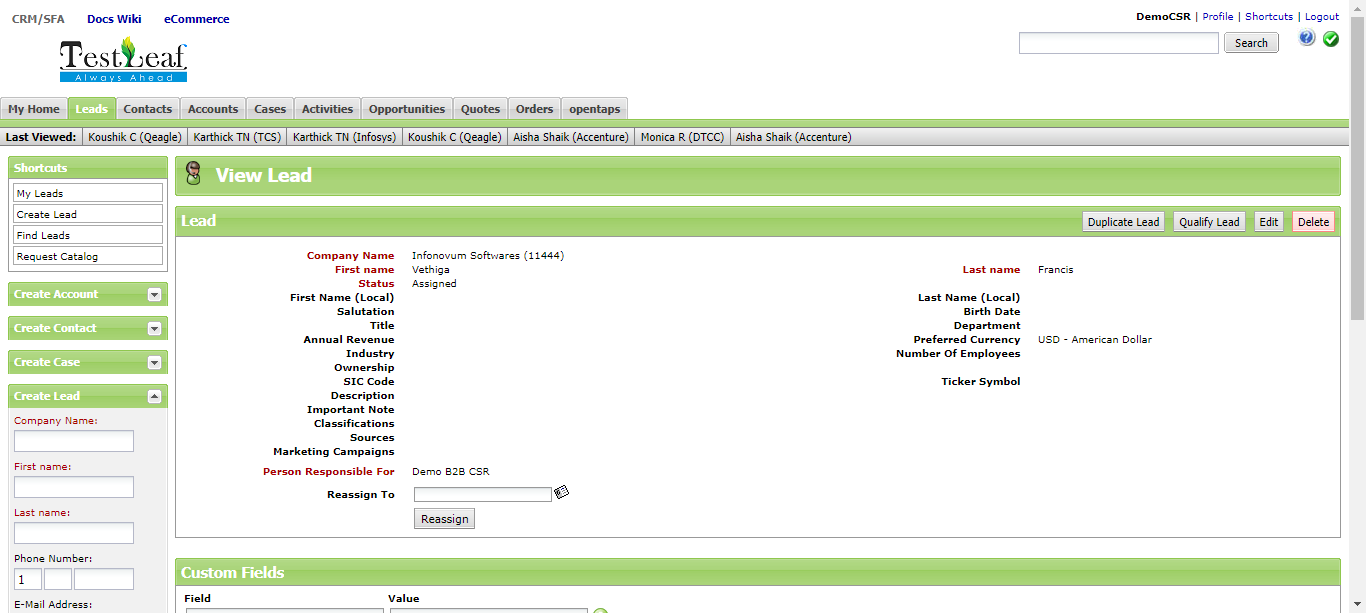 CRM/SFA Docs Wiki eCommerce
DemoCSR | Profile | Shortcuts | Logout
TestLeaf
Always Ahead
Search
?
My Home Leads Contacts Accounts Cases Activities Opportunities Quotes Orders opentaps
Last Viewed: Koushik C (Qeagle) Karthick TN (TCS) Karthick TN (Infosys) Koushik C (Qeagle) Aisha Shaik (Accenture) Monica R (DTCC) Aisha Shaik (Accenture)
Shortcuts
My Leads
Create Lead
Find Leads
Request Catalog
Create Account
Create Contact
Create Case
Create Lead
Company Name:
First name:
Last name:
Phone Number:
1
E-Mail Address:
View Lead
Lead
Duplicate Lead Qualify Lead Edit Delete
Company Name Infonovum Softwares (11444)
First name Vethiga Last name Francis
Status Assigned
First Name (Local) Last Name (Local)
Salutation Birth Date
Title Department
Annual Revenue Preferred Currency USD - American Dollar
Industry Number Of Employees
Ownership
SIC Code Ticker Symbol
Description
Important Note
Classifications
Sources
Marketing Campaigns
Person Responsible For Demo B2B CSR
Reassign To
Reassign
Custom Fields
Field Value